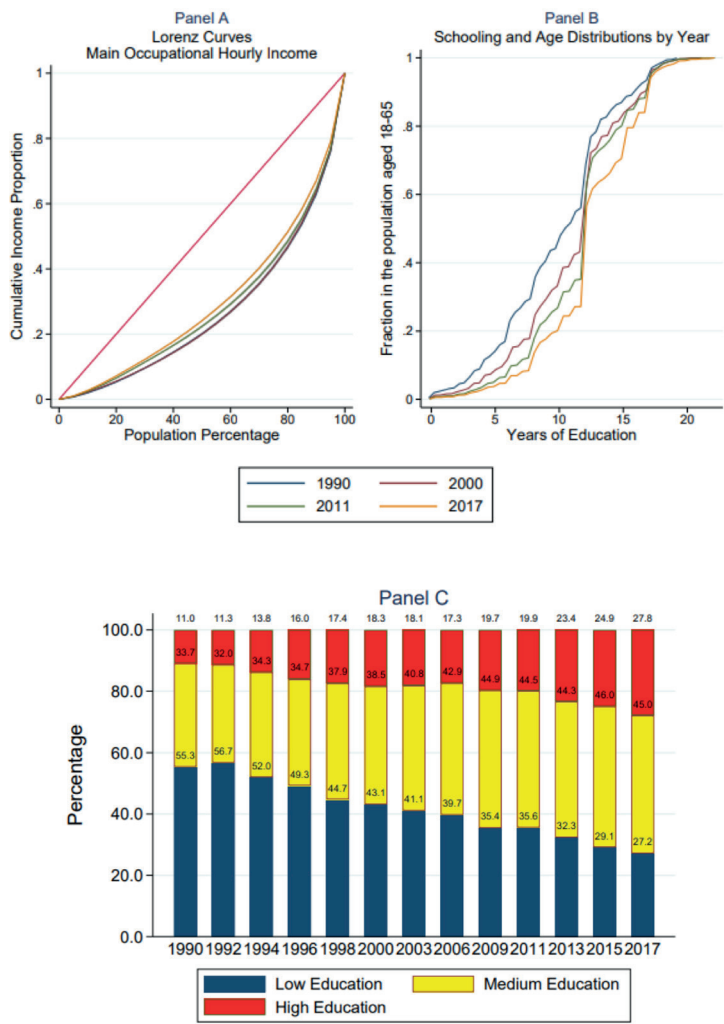 Panel A
Lorenz Curves
Main Occupational Hourly Income
Cumulative Income Proportion
1
.8
.6
.4
.2
0
0 20 40 60 80 100
Population Percentage
Panel B
Schooling and Age Distributions by Year
Fraction in the population aged 18-65
1
.8
.6
.4
.2
0
0 5 10 15 20
Years of Education
1990 2000
2011 2017
Panel C
11.0 11.3 13.8 16.0 17.4 18.3 18.1 17.3 19.7 19.9 23.4 24.9 27.8
33.7 32.0 34.3 34.7 37.9 38.5 40.8 42.9 44.9 44.5 44.3 46.0 45.0
55.3 56.7 52.0 49.3 44.7 43.1 41.1 39.7 35.4 35.6 32.3 29.1 27.2
Percentage
100.0
80.0
60.0
40.0
20.0
0.0
1990 1992 1994 1996 1998 2000 2003 2006 2009 2011 2013 2015 2017
Low Education Medium Education
High Education